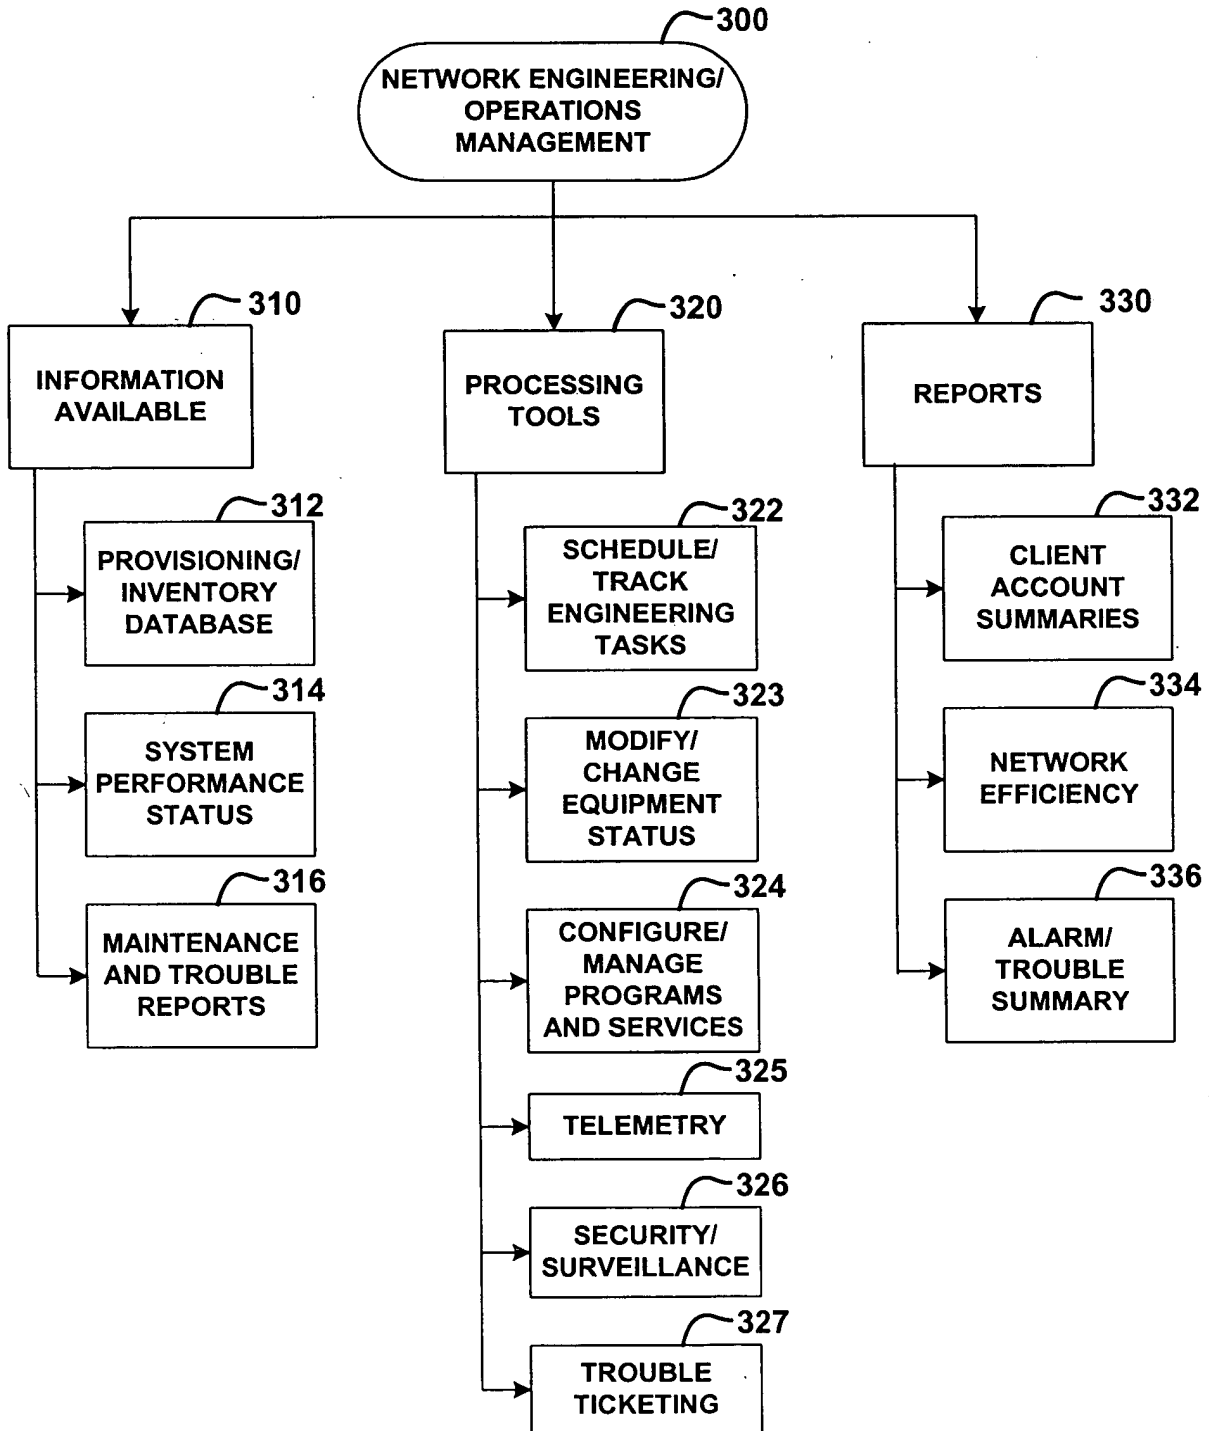 300
NETWORK ENGINEERING/
OPERATIONS
MANAGEMENT
310
INFORMATION
AVAILABLE
312
PROVISIONING/
INVENTORY
DATABASE
314
SYSTEM
PERFORMANCE
STATUS
316
MAINTENANCE
AND TROUBLE
REPORTS
320
PROCESSING
TOOLS
322
SCHEDULE/
TRACK
ENGINEERING
TASKS
323
MODIFY/
CHANGE
EQUIPMENT
STATUS
324
CONFIGURE/
MANAGE
PROGRAMS
AND SERVICES
325
TELEMETRY
326
SECURITY/
SURVEILLANCE
327
TROUBLE
TICKETING
330
REPORTS
332
CLIENT
ACCOUNT
SUMMARIES
334
NETWORK
EFFICIENCY
336
ALARM/
TROUBLE
SUMMARY